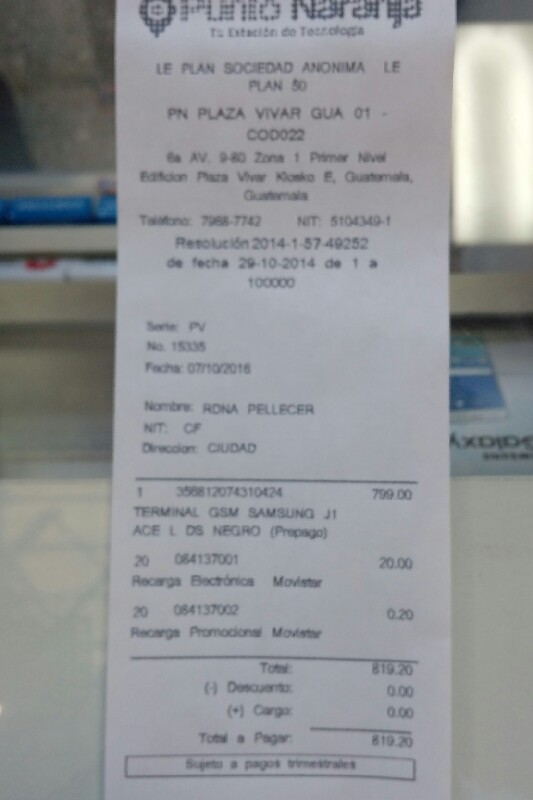 Punto Naranja
Tu Estación de Tecnología
LE PLAN SOCIEDAD ANONIMA LE
PLAN 50
PN PLAZA VIVAR GUA 01 -
COD022
6a AV. 9-80 Zona 1 Primer Nivel
Edificion Plaza Vivar Kiosko E, Guatemala,
Guatemala
Teléfono: 7968-7742 NIT: 5104349-1
Resolución 2014-1-57-49252
de fecha 29-10-2014 de 1 a
100000
Serie: PV
No. 15335
Fecha: 07/10/2016
Nombre: RDNA PELLECER
NIT: CF
Direccion: CIUDAD
1 356812074310424 799.00
TERMINAL GSM SAMSUNG J1
ACE L DS NEGRO (Prepago)
20 084137001 20.00
Recarga Electrónica Movistar
20 084137002 0.20
Recarga Promocional Movistar
Total: 819.20
(-) Descuento: 0.00
(+) Cargo: 0.00
Total a Pagar: 819.20
Sujeto a pagos trimestrales
Galaxy